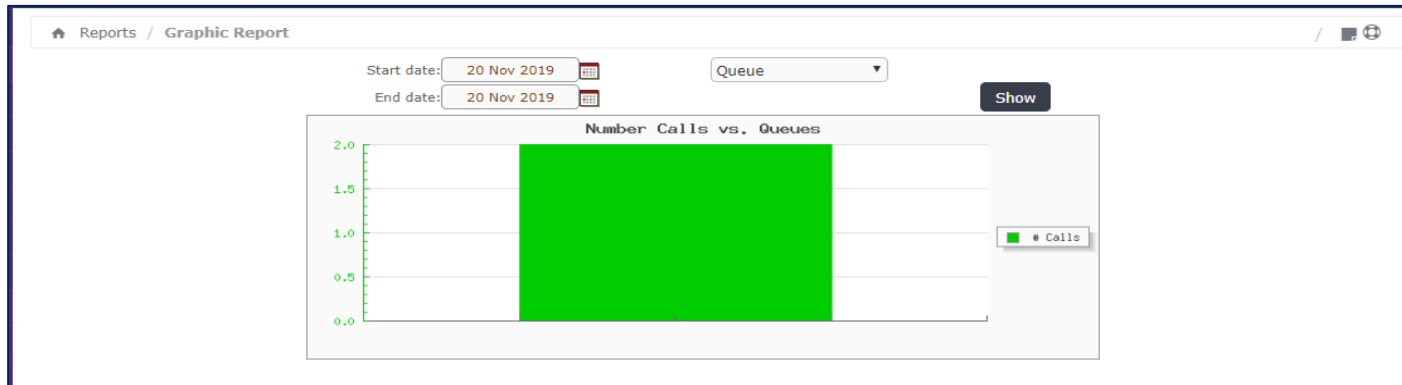 Reports / Graphic Report /
Start date: 20 Nov 2019 Queue
End date: 20 Nov 2019 Show
Number Calls vs. Queues
2.0
1.5
1.0
0.5
0.0
# Calls